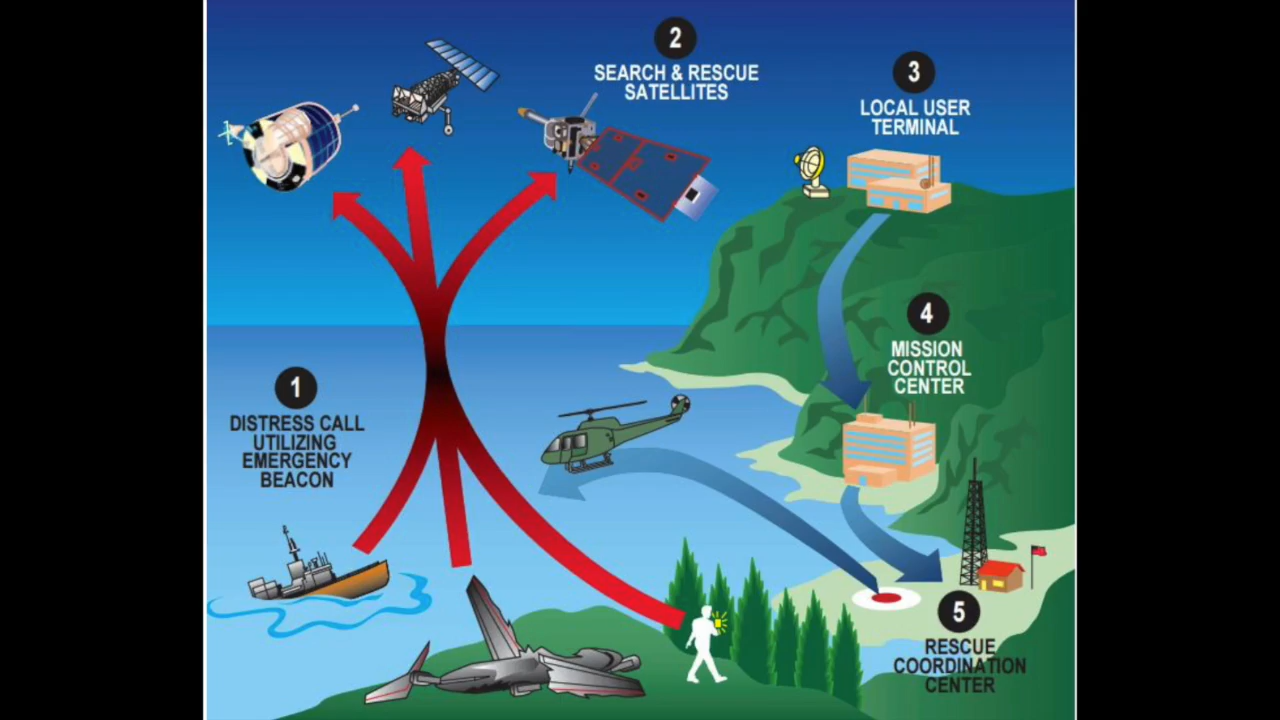 1
DISTRESS CALL
UTILIZING
EMERGENCY
BEACON
2
SEARCH & RESCUE
SATELLITES
3
LOCAL USER
TERMINAL
4
MISSION
CONTROL
CENTER
5
RESCUE
COORDINATION
CENTER